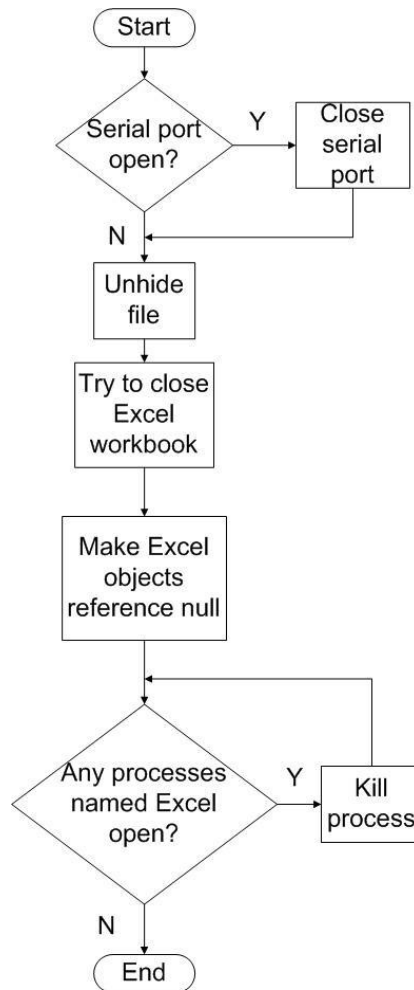 Start
Serial port
open?
Y
Close
serial
port
N
Unhide
file
Try to close
Excel
workbook
Make Excel
objects
reference null
Any processes
named Excel
open?
Y
Kill
process
N
End